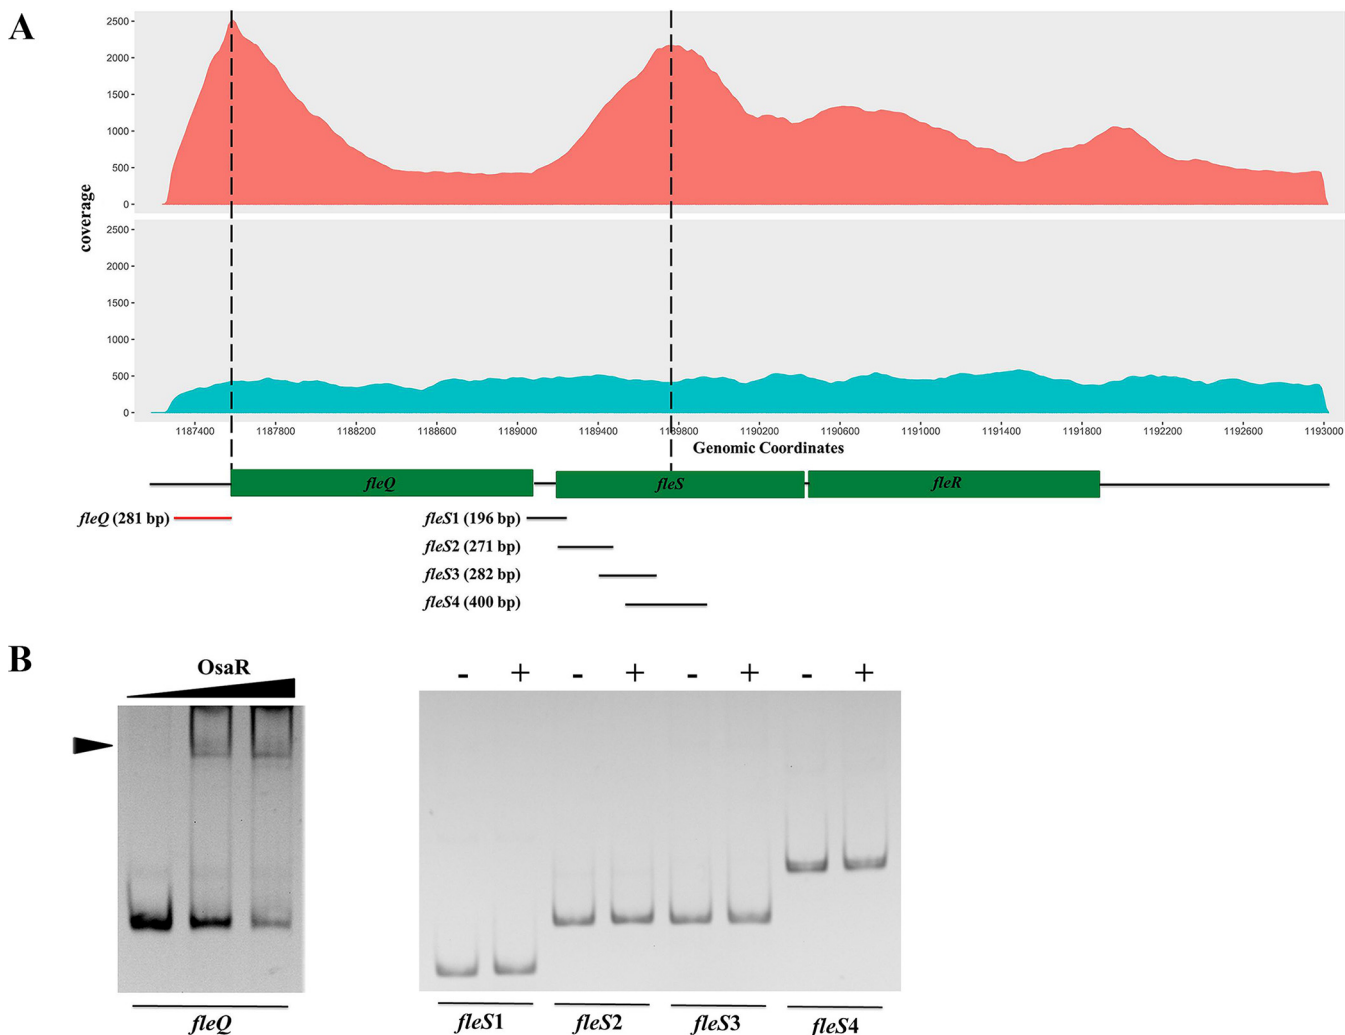 A
2500
2000
1500
1000
500
0
coverage
2500
2000
1500
1000
500
0
1187400 1187800 1188200 1188600 1189000 1189400 1189800 1190200 1190600 1191000 1191400 1191800 1192200 1192600 1193000
Genomic Coordinates
fleQ fleS fleR
fleQ (281 bp) fleS1 (196 bp)
fleS2 (271 bp)
fleS3 (282 bp)
fleS4 (400 bp)
B
OsaR
- + - + - + - +
fleQ fleS1 fleS2 fleS3 fleS4